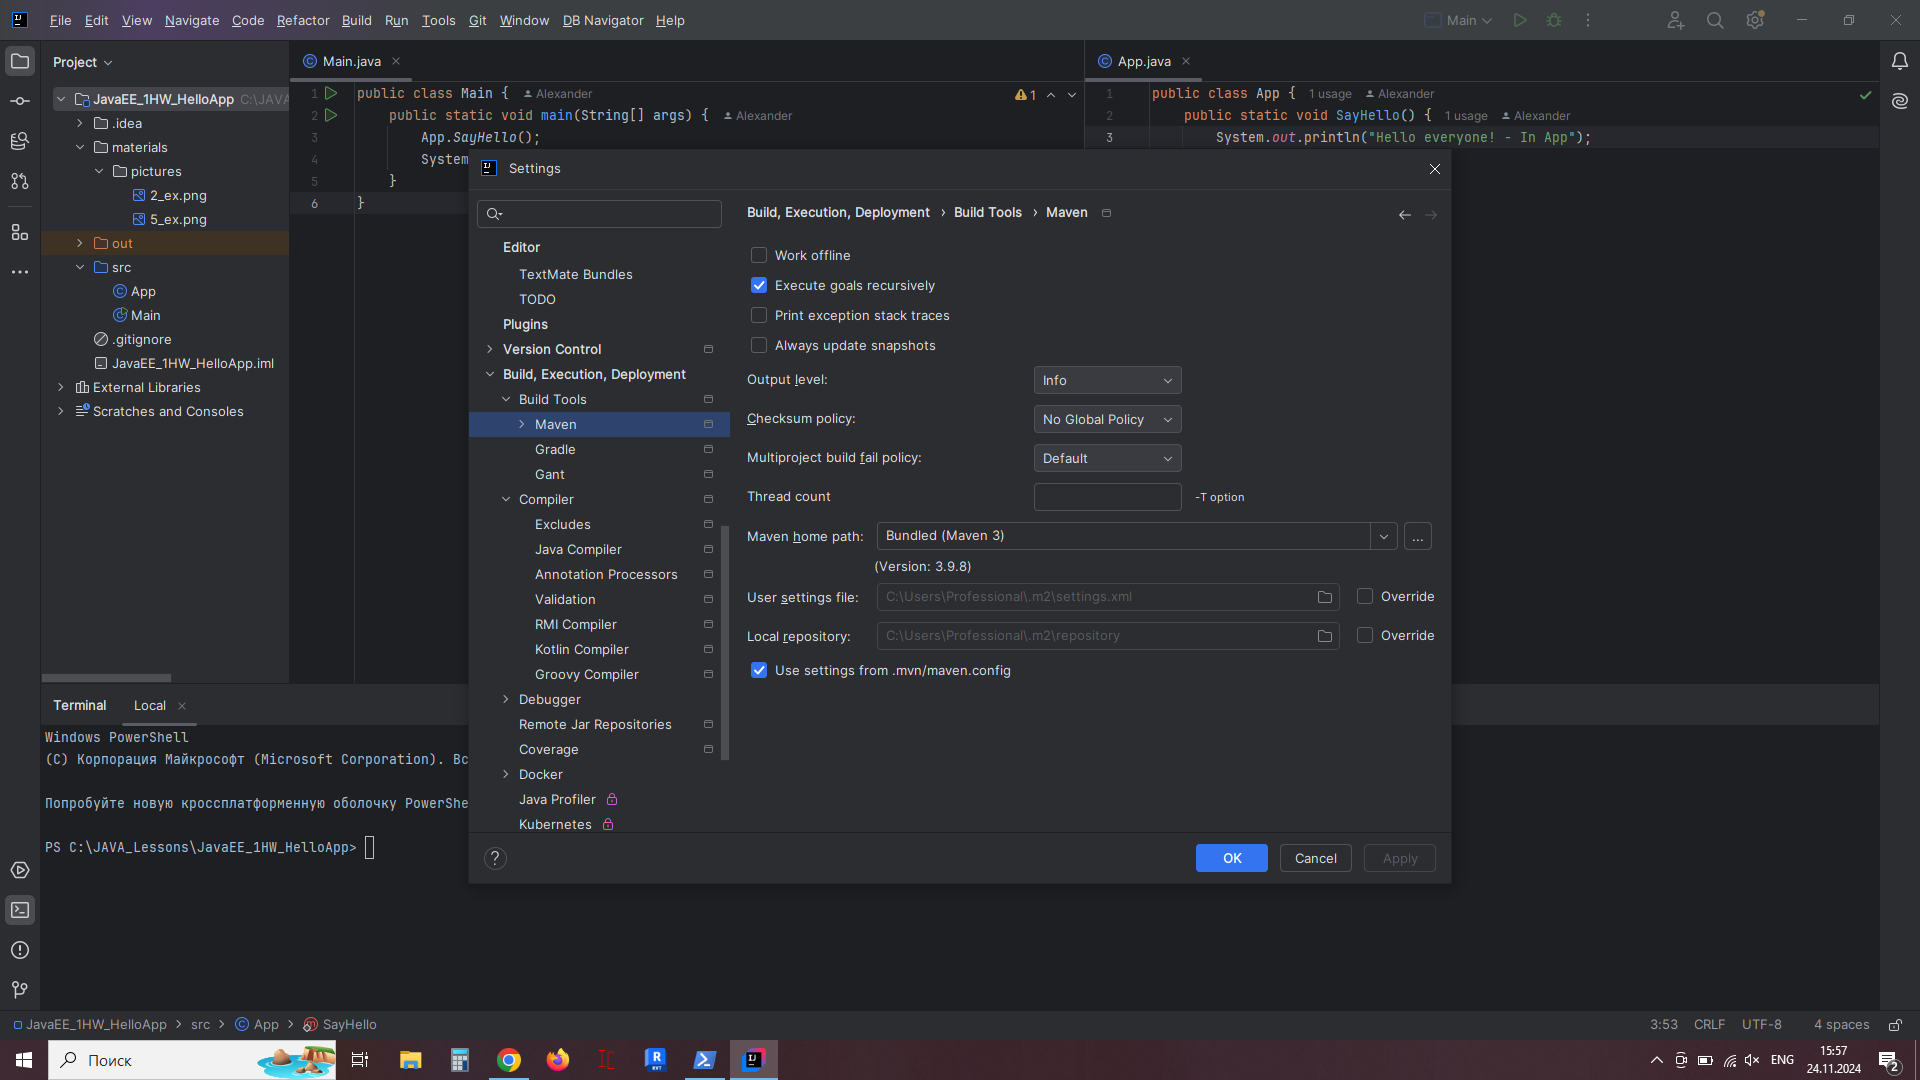 File Edit View Navigate Code Refactor Build Run Tools Git Window DB Navigator Help
Main
Project
JavaEE_1HW_HelloApp C:\JAVA
.idea
materials
pictures
2_ex.png
5_ex.png
out
src
App
Main
.gitignore
JavaEE_1HW_HelloApp.iml
External Libraries
Scratches and Consoles
Main.java
1 public class Main { Alexander
2 public static void main(String[] args) { Alexander
3 App.SayHello();
4 System
5 }
6 }
1
App.java
1 public class App { 1 usage Alexander
2 public static void SayHello() { 1 usage Alexander
3 System.out.println("Hello everyone! - In App");
Settings
Editor
TextMate Bundles
TODO
Plugins
Version Control
Build, Execution, Deployment
Build Tools
Maven
Gradle
Gant
Compiler
Excludes
Java Compiler
Annotation Processors
Validation
RMI Compiler
Kotlin Compiler
Groovy Compiler
Debugger
Remote Jar Repositories
Coverage
Docker
Java Profiler
Kubernetes
Build, Execution, Deployment › Build Tools › Maven
Work offline
Execute goals recursively
Print exception stack traces
Always update snapshots
Output level: Info
Checksum policy: No Global Policy
Multiproject build fail policy: Default
Thread count -T option
Maven home path: Bundled (Maven 3) ...
(Version: 3.9.8)
User settings file: C:\Users\Professional\.m2\settings.xml Override
Local repository: C:\Users\Professional\.m2\repository Override
Use settings from .mvn/maven.config
? OK Cancel Apply
Terminal Local
Windows PowerShell
(C) Корпорация Майкрософт (Microsoft Corporation). Вс
Попробуйте новую кроссплатформенную оболочку PowerShe
PS C:\JAVA_Lessons\JavaEE_1HW_HelloApp>
JavaEE_1HW_HelloApp > src > App > SayHello
3:53 CRLF UTF-8 4 spaces
Поиск
ENG
15:57
24.11.2024
2